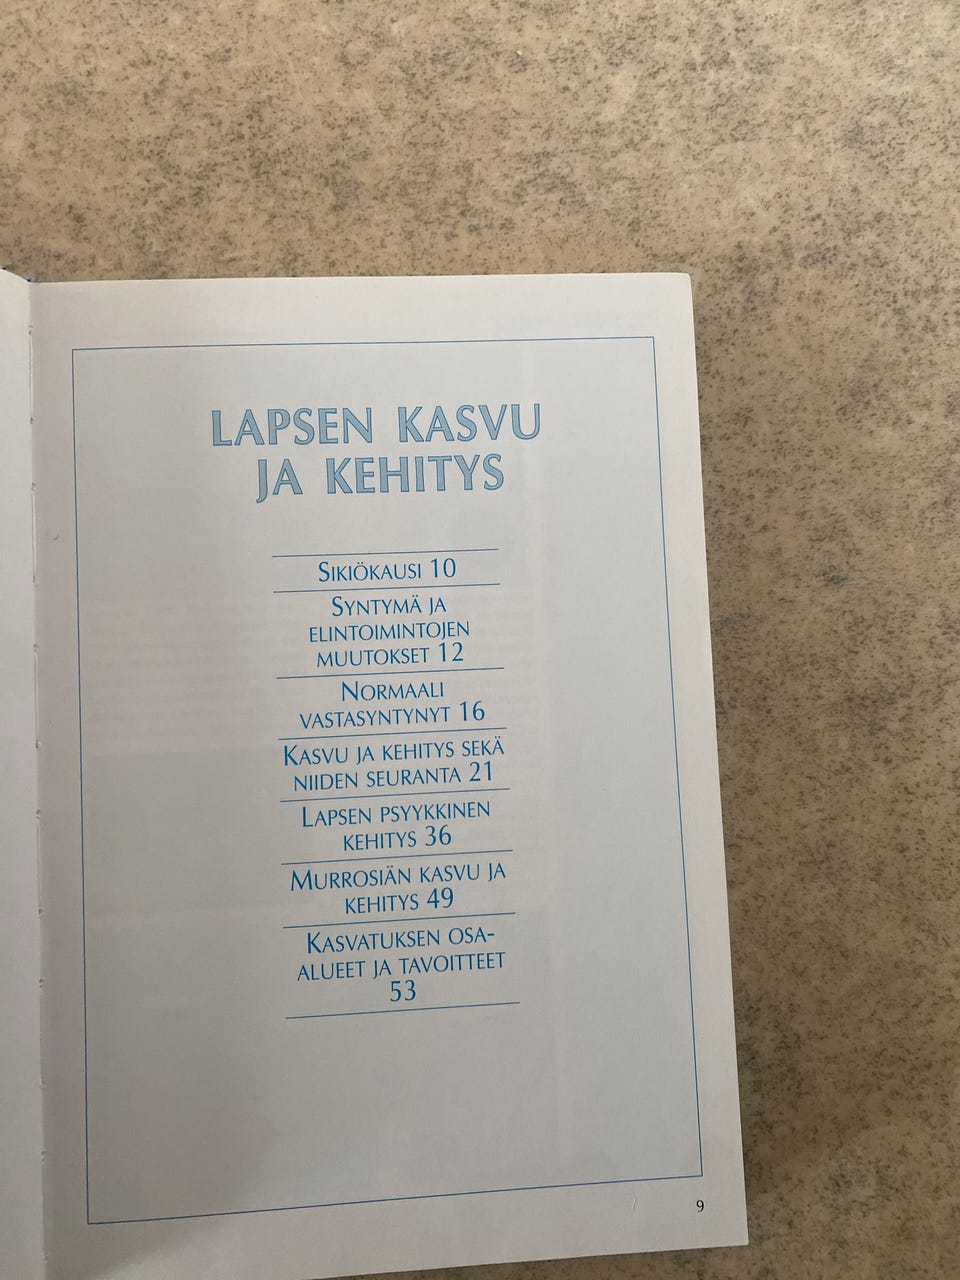 LAPSEN KASVU
JA KEHITYS
SIKIÖKAUSI 10
SYNTYMÄ JA
ELINTOIMINTOJEN
MUUTOKSET 12
NORMAALI
VASTASYNTYNYT 16
KASVU JA KEHITYS SEKÄ
NIIDEN SEURANTA 21
LAPSEN PSYYKKINEN
KEHITYS 36
MURROSIÄN KASVU JA
KEHITYS 49
KASVATUKSEN OSA-
ALUEET JA TAVOITTEET
53
9